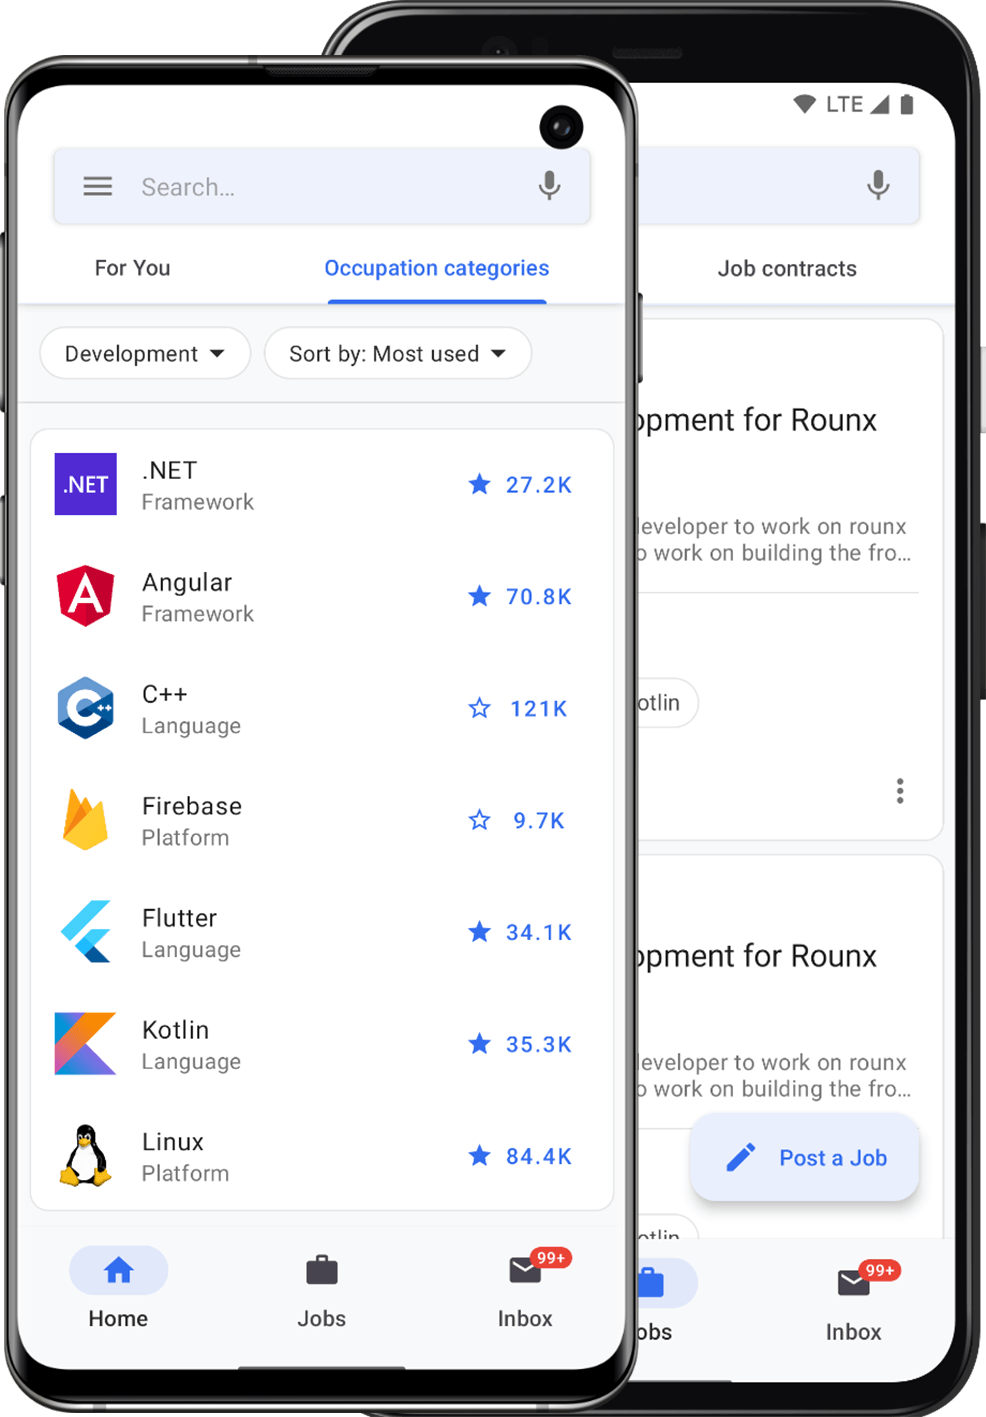 Search...
For You
Occupation categories
Development
Sort by: Most used
.NET
.NET
Framework
27.2K
Angular
Framework
70.8K
C++
Language
121K
Firebase
Platform
9.7K
Flutter
Language
34.1K
Kotlin
Language
35.3K
Linux
Platform
84.4K
Home
Jobs
99+
Inbox
LTE
Job contracts
opment for Rounx
eveloper to work on rounx
o work on building the fro...
otlin
opment for Rounx
eveloper to work on rounx
o work on building the fro...
Post a Job
otlin
obs
99+
Inbox